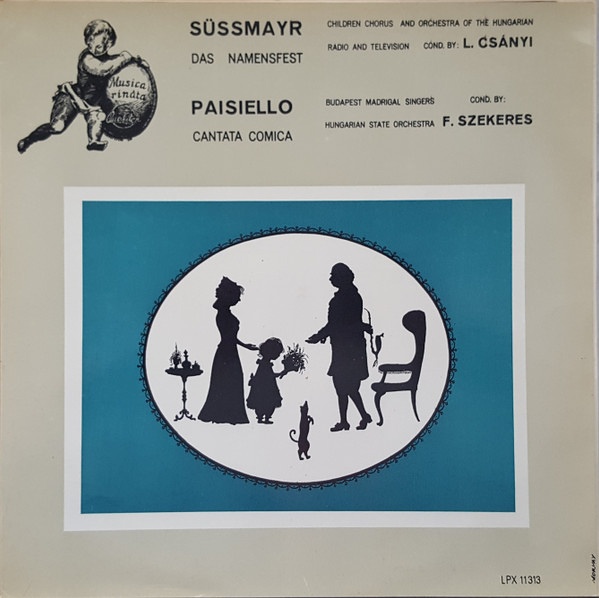 SÜSSMAYR
DAS NAMENSFEST
CHILDREN CHORUS AND ORCHESTRA OF THE HUNGARIAN
RADIO AND TELEVISION COND. BY: L. CSÁNYI
PAISIELLO
CANTATA COMICA
BUDAPEST MADRIGAL SINGERS COND. BY:
HUNGARIAN STATE ORCHESTRA F. SZEKERES
Musica
rinata
LPX 11313